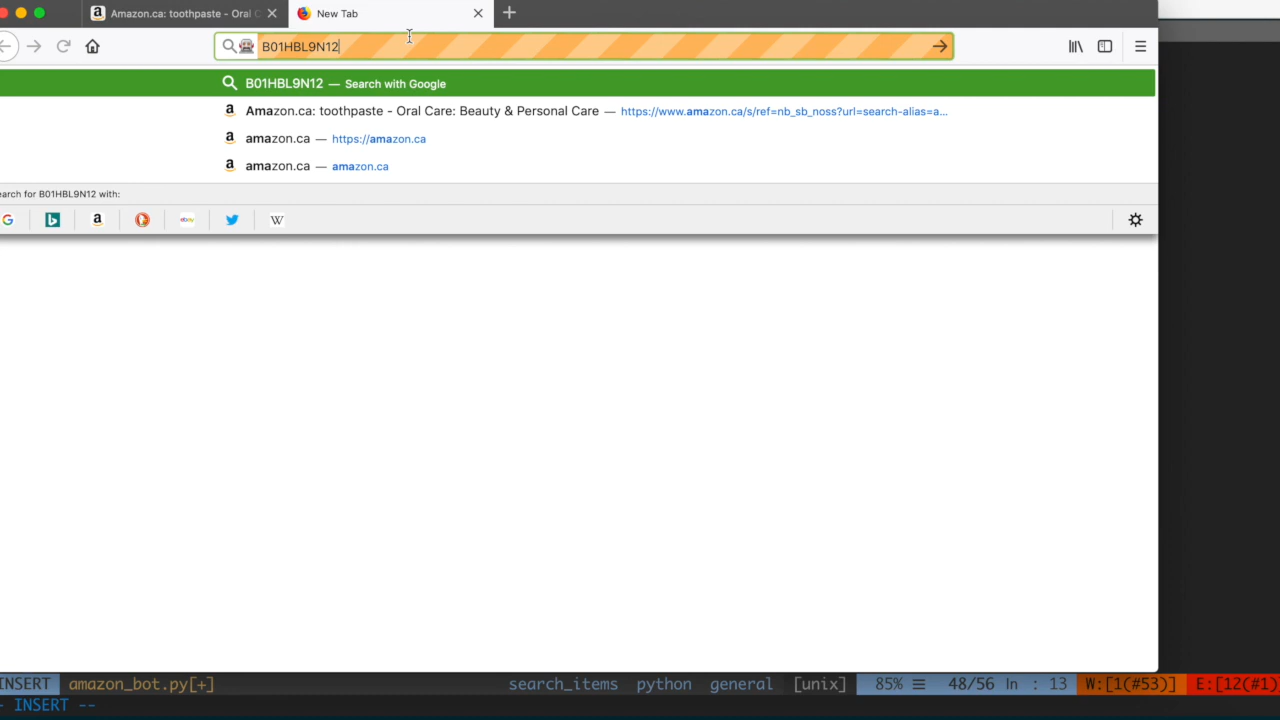 Amazon.ca: toothpaste - Oral C
New Tab
B01HBL9N12
B01HBL9N12 — Search with Google
Amazon.ca: toothpaste - Oral Care: Beauty & Personal Care — https://www.amazon.ca/s/ref=nb_sb_noss?url=search-alias=a...
amazon.ca — https://amazon.ca
amazon.ca — amazon.ca
earch for B01HBL9N12 with:
INSERT amazon_bot.py[+] search_items python general [unix] 85% ☰ 48/56 ln : 13 W:[1(#53)] E:[12(#1)
- INSERT --